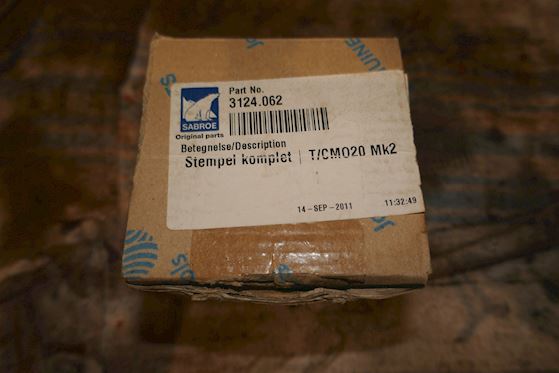 Part No.
3124.062
SABROE
Original parts
Betegnelse/Description
Stempel komplet | T/CMO20 Mk2
14-SEP-2011 11:32:49